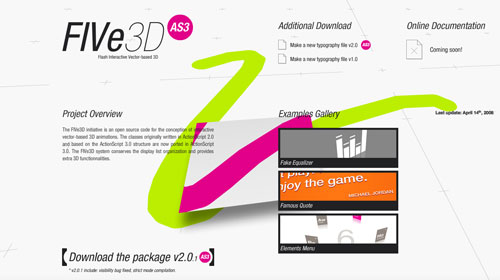 FIVe3D AS3
Flash Interactive Vector-based 3D
Additional Download
Make a new typography file v2.0 AS3
Make a new typography file v1.0
Online Documentation
Coming soon!
Project Overview
The FIVe3D initiative is an open source code for the conception of interactive
vector-based 3D animations. The classes originally written in ActionScript 2.0
and based on the ActionScript 3.0 structure are now ported in ActionScript
3.0. The FIVe3D system conserves the display list organization and provides
extra 3D functionnalities.
Examples Gallery
Last update: April 14th, 2008
Fake Equalizer
enjoy the game.
MICHAEL JORDAN
Famous Quote
6
Elements Menu
[Download the package v2.0.1 AS3]
* v2.0.1 include: visibility bug fixed, strict mode compilation.